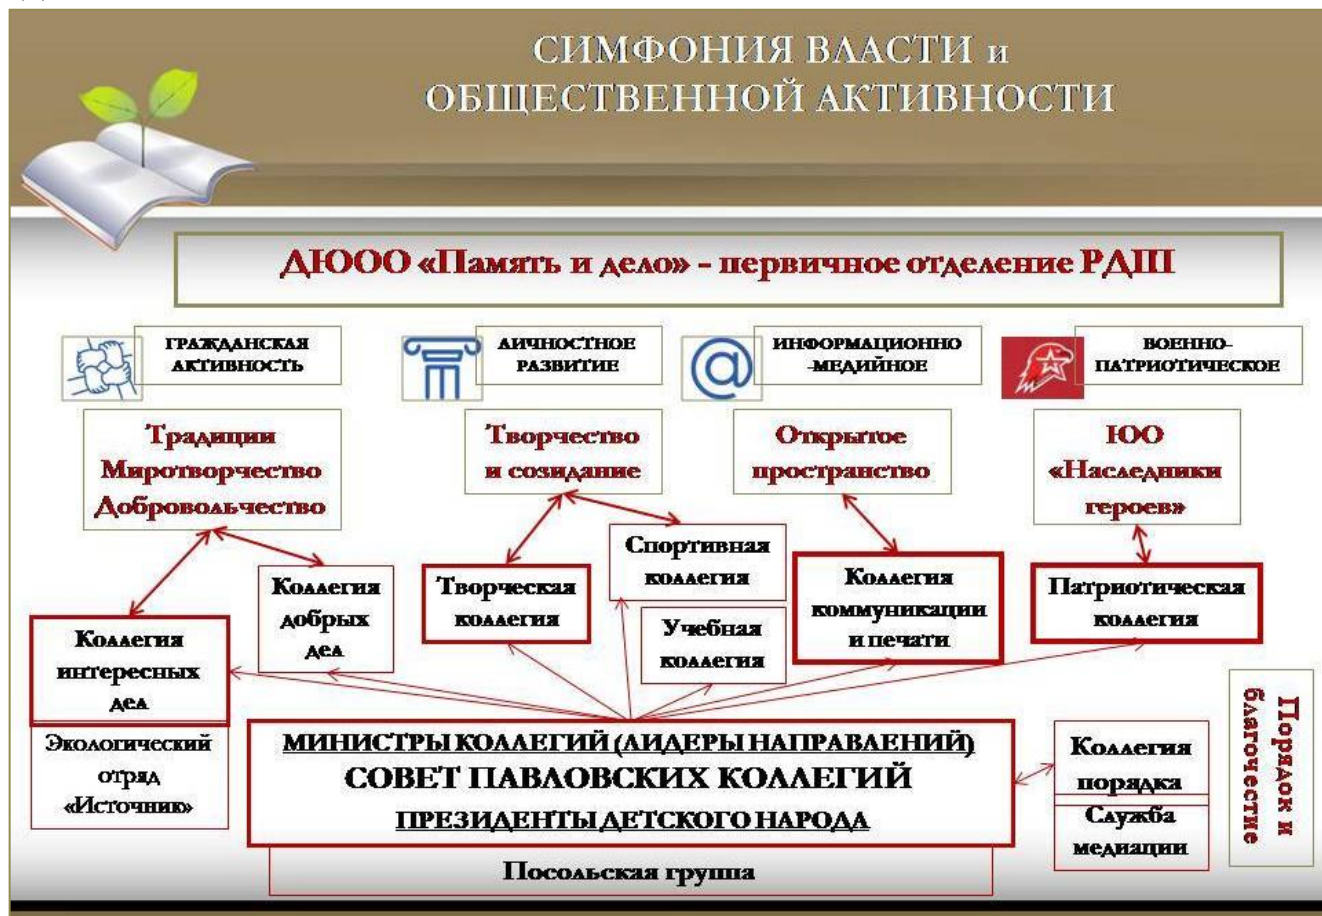 СИМФОНИЯ ВЛАСТИ и
ОБЩЕСТВЕННОЙ АКТИВНОСТИ
ДЮОО «Память и дело» - первичное отделение РДШ
ГРАЖДАНСКАЯ
АКТИВНОСТЬ
ЛИЧНОСТНОЕ
РАЗВИТИЕ
ИНФОРМАЦИОННО
-МЕДИЙНОЕ
ВОЕННО-
ПАТРИОТИЧЕСКОЕ
Традиции
Миротворчество
Добровольчество
Творчество
и созидание
Открытое
пространство
ЮО
«Наследники
героев»
Коллегия
интересных
дел
Коллегия
добрых
дел
Творческая
коллегия
Спортивная
коллегия
Учебная
коллегия
Коллегия
коммуникации
и печати
Патриотическая
коллегия
Экологический
отряд
«Источник»
МИНИСТРЫ КОЛЛЕГИЙ (ЛИДЕРЫ НАПРАВЛЕНИЙ)
СОВЕТ ПАВЛОВСКИХ КОЛЛЕГИЙ
ПРЕЗИДЕНТЫ ДЕТСКОГО НАРОДА
Посольская группа
Коллегия
порядка
Служба
медиации
Порядок и
благочестие